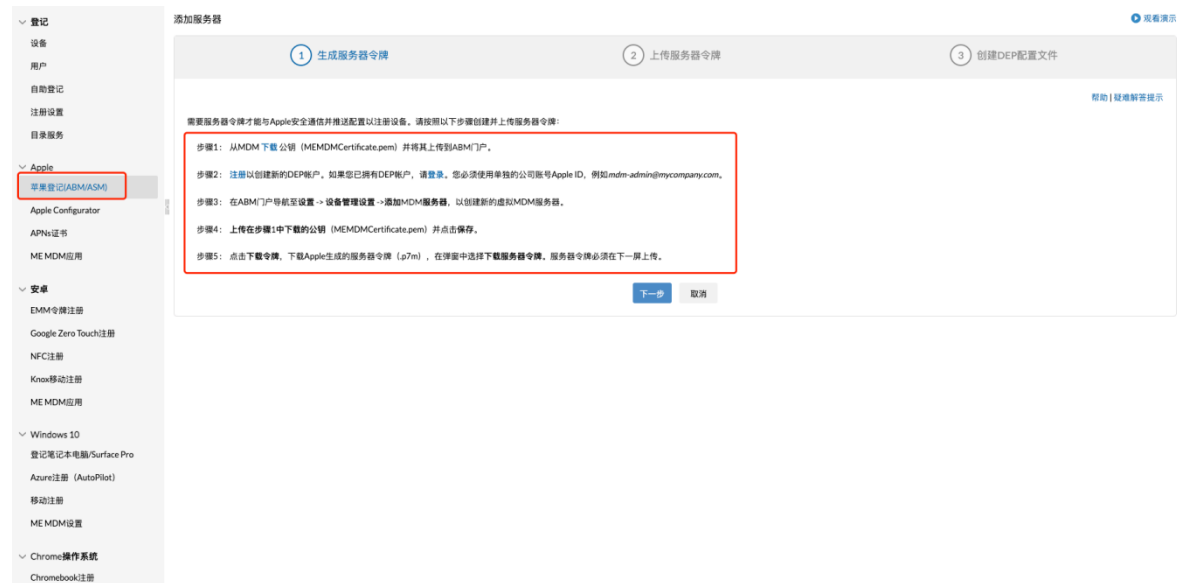 登记
设备
用户
自助登记
注册设置
目录服务
Apple
苹果登记(ABM/ASM)
Apple Configurator
APNs证书
ME MDM应用
安卓
EMM令牌注册
Google Zero Touch注册
NFC注册
Knox移动注册
ME MDM应用
Windows 10
登记笔记本电脑/Surface Pro
Azure注册（AutoPilot）
移动注册
ME MDM设置
Chrome操作系统
Chromebook注册
添加服务器
观看演示
1 生成服务器令牌
2 上传服务器令牌
3 创建DEP配置文件
帮助 | 疑难解答提示
需要服务器令牌才能与Apple安全通信并推送配置以注册设备。请按照以下步骤创建并上传服务器令牌:
步骤1: 从MDM 下载 公钥（MEMDMCertificate.pem）并将其上传到ABM门户。
步骤2: 注册以创建新的DEP帐户。如果您已拥有DEP帐户，请登录。您必须使用单独的公司账号Apple ID，例如mdm-admin@mycompany.com。
步骤3: 在ABM门户导航至设置 -> 设备管理设置 ->添加MDM服务器，以创建新的虚拟MDM服务器。
步骤4: 上传在步骤1中下载的公钥（MEMDMCertificate.pem）并点击保存。
步骤5: 点击下载令牌，下载Apple生成的服务器令牌（.p7m），在弹窗中选择下载服务器令牌。服务器令牌必须在下一屏上传。
下一步
取消